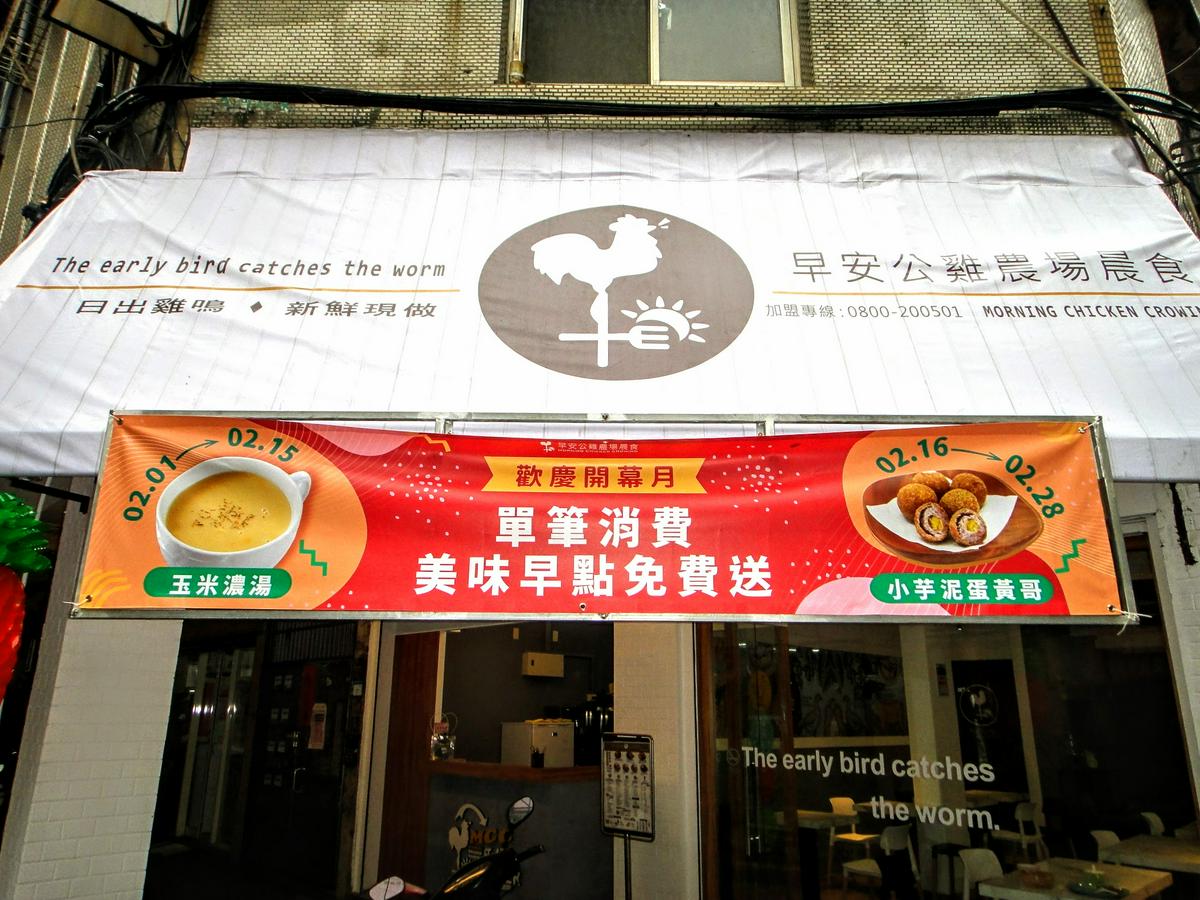 The early bird catches the worm
日出雞鳴 ◆ 新鮮現做
早安公雞農場晨食
加盟專線:0800-200501 MORNING CHICKEN CROWIN
早安公雞農場晨食
MORNING CHICKEN CROWING
歡慶開幕月
單筆消費
美味早點免費送
02.01 → 02.15
玉米濃湯
02.16 → 02.28
小芋泥蛋黃哥
The early bird catches
the worm.
MCC